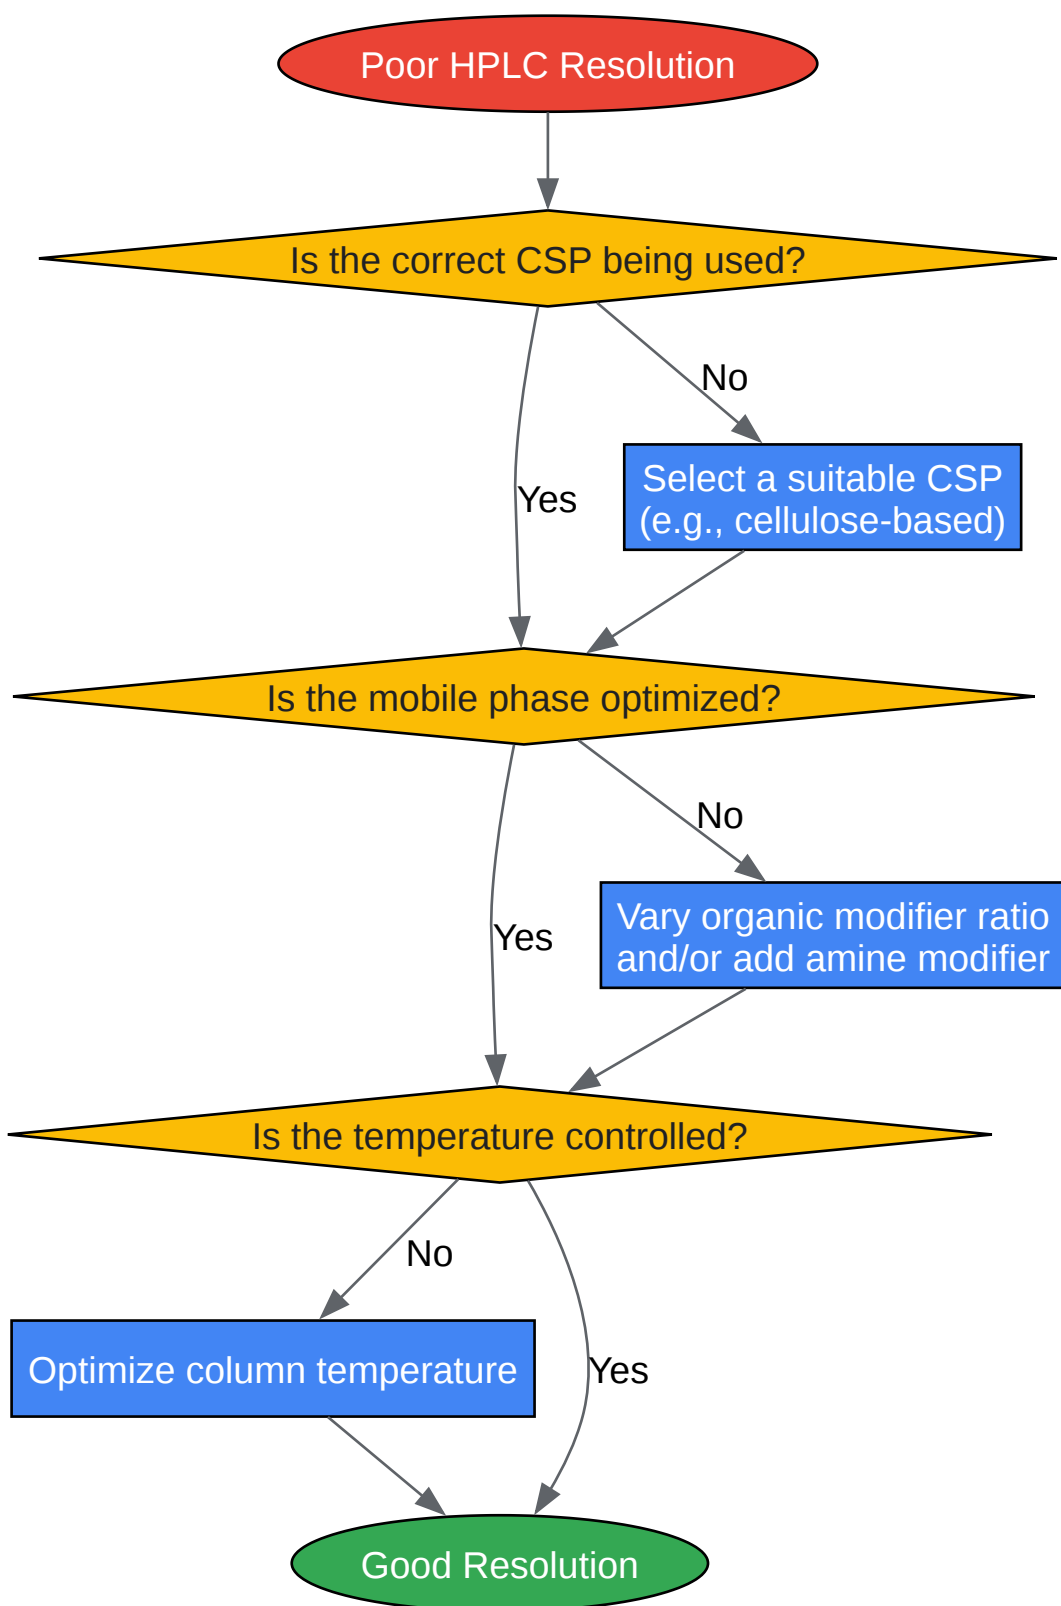 Poor HPLC Resolution
Is the correct CSP being used?
No
Select a suitable CSP
(e.g., cellulose-based)
Yes
Is the mobile phase optimized?
No
Vary organic modifier ratio
and/or add amine modifier
Yes
Is the temperature controlled?
No
Optimize column temperature
Yes
Good Resolution